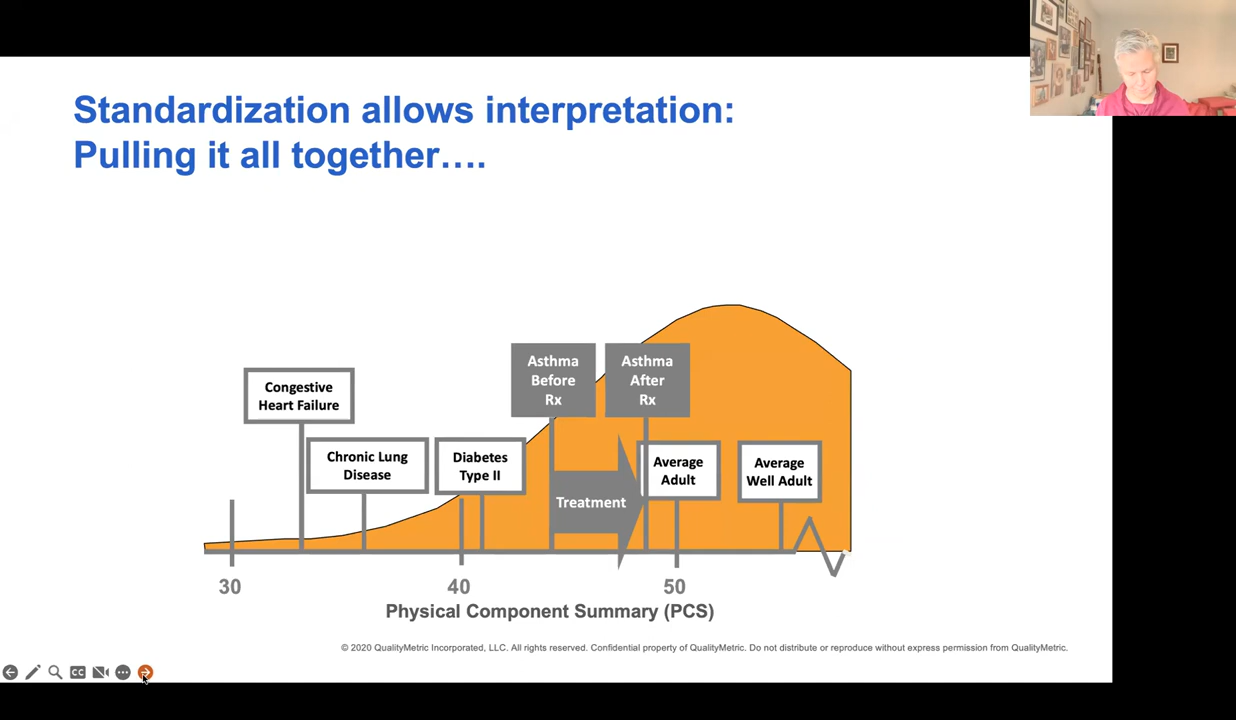 Standardization allows interpretation:
Pulling it all together….
Asthma
Before
Rx
Asthma
After
Rx
Congestive
Heart Failure
Chronic Lung
Disease
Diabetes
Type II
Treatment
Average
Adult
Average
Well Adult
30
40
50
Physical Component Summary (PCS)
© 2020 QualityMetric Incorporated, LLC. All rights reserved. Confidential property of QualityMetric. Do not distribute or reproduce without express permission from QualityMetric.
CC